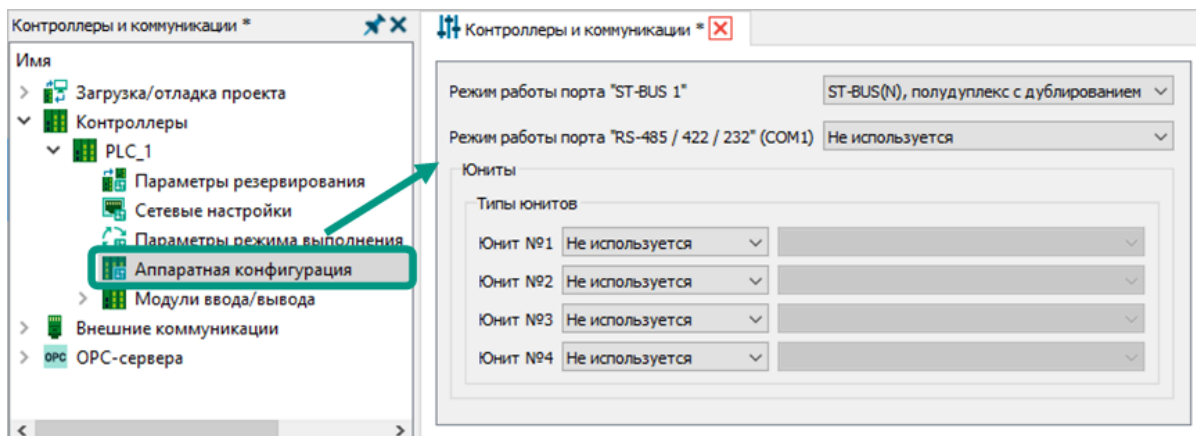 Контроллеры и коммуникации *
Имя
Загрузка/отладка проекта
Контроллеры
PLC_1
Параметры резервирования
Сетевые настройки
Параметры режима выполнения
Аппаратная конфигурация
Модули ввода/вывода
Внешние коммуникации
OPC OPC-сервера
Контроллеры и коммуникации *
Режим работы порта "ST-BUS 1" ST-BUS(N), полудуплекс с дублированием
Режим работы порта "RS-485 / 422 / 232" (COM1) Не используется
Юниты
Типы юнитов
Юнит №1 Не используется
Юнит №2 Не используется
Юнит №3 Не используется
Юнит №4 Не используется